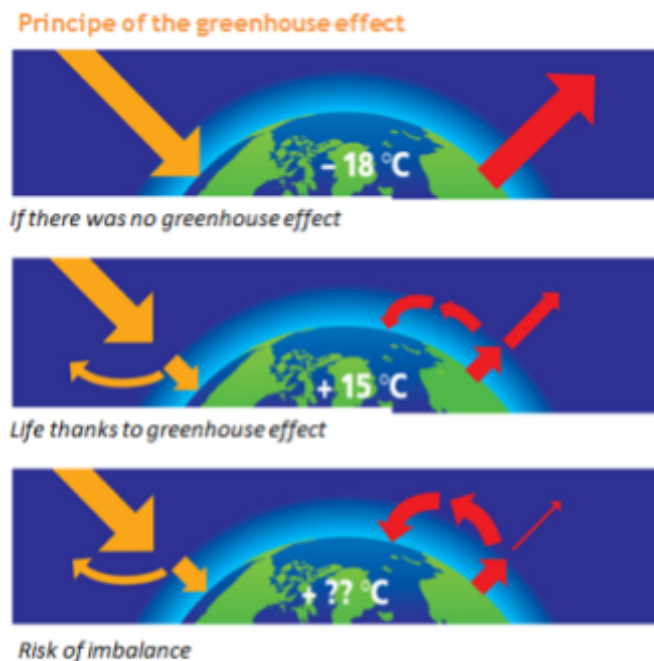 Principe of the greenhouse effect
– 18 °C
If there was no greenhouse effect
+ 15 °C
Life thanks to greenhouse effect
+ ?? °C
Risk of imbalance